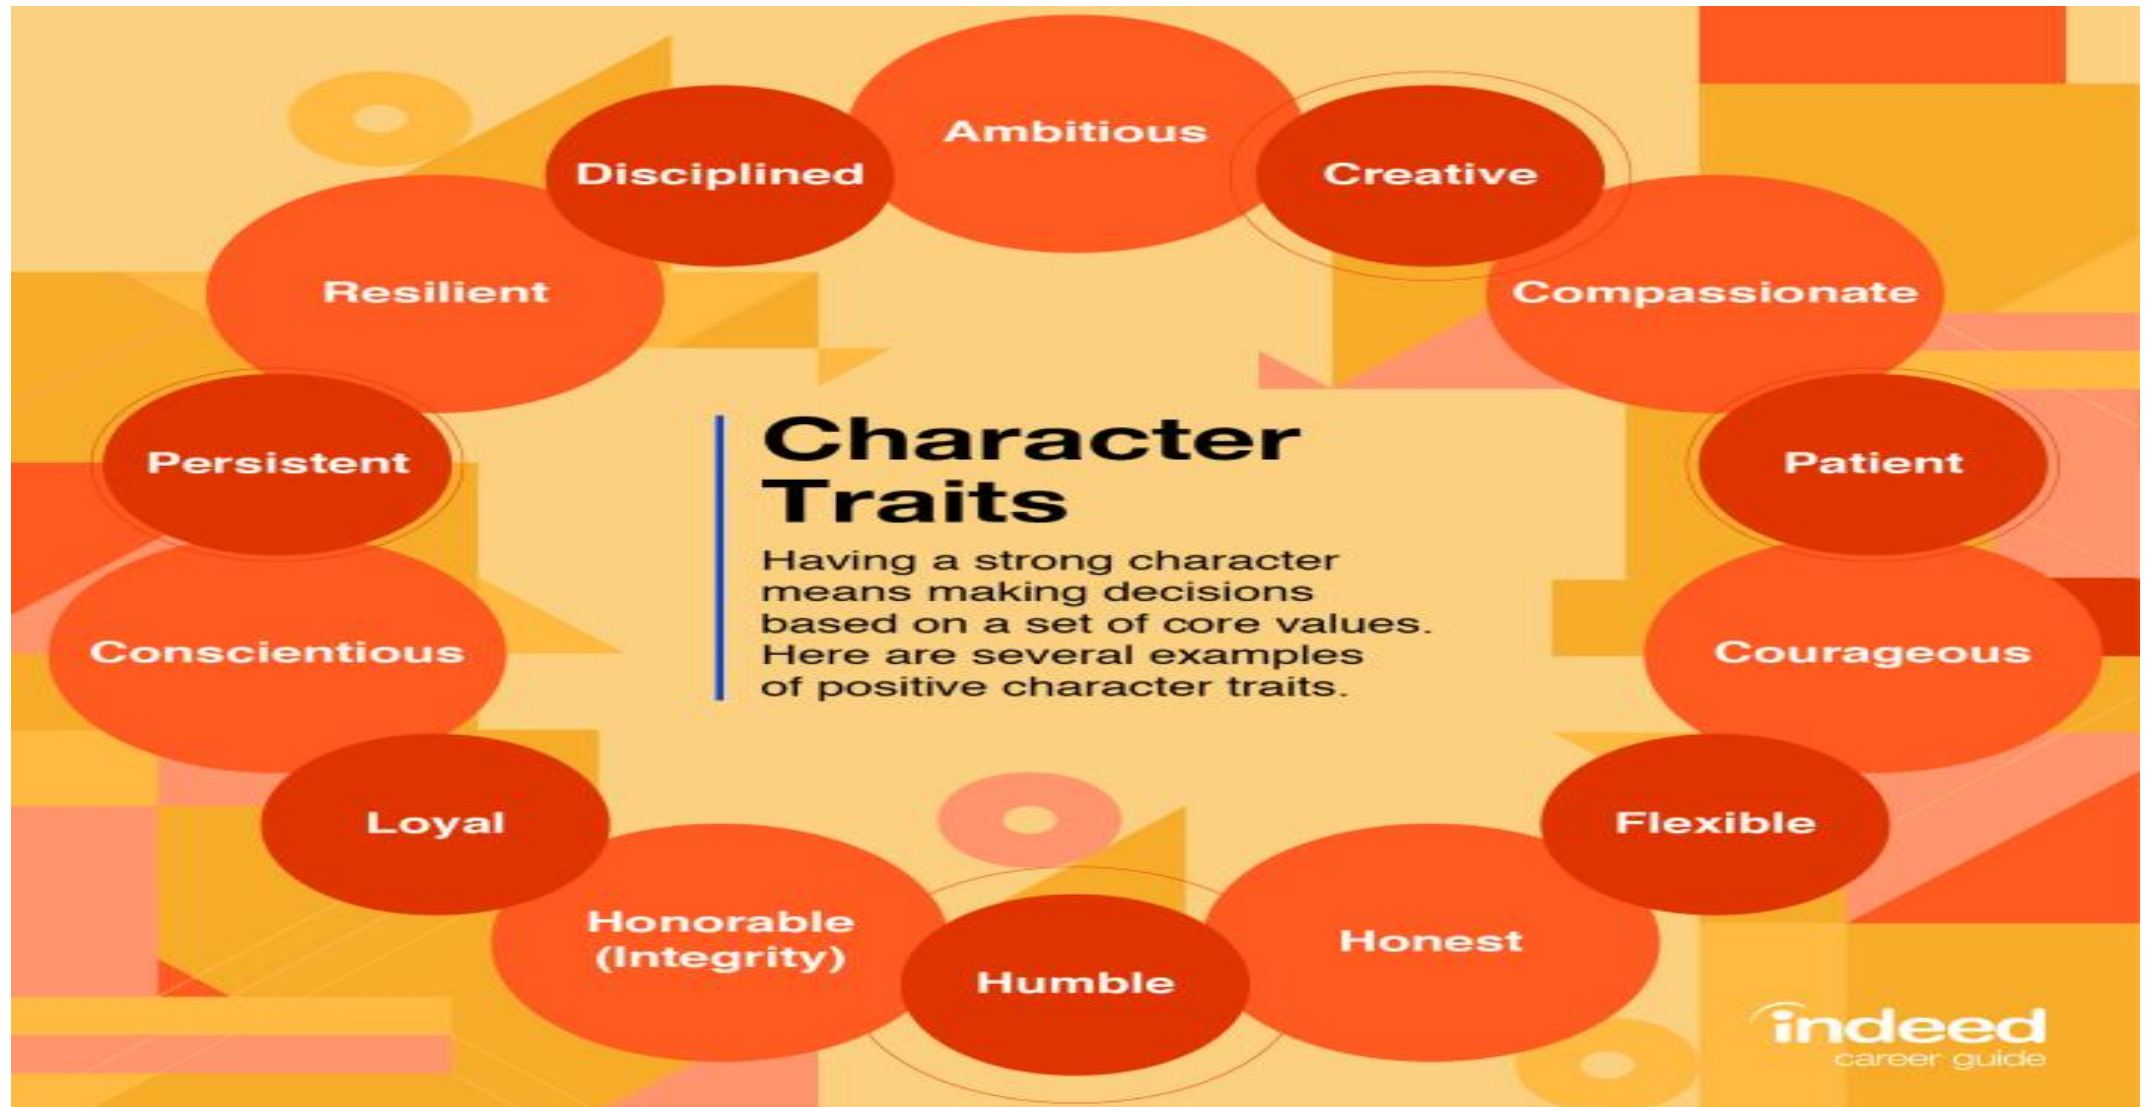 Ambitious
Disciplined
Creative
Resilient
Compassionate
Persistent
Patient
Character
Traits
Having a strong character
means making decisions
based on a set of core values.
Here are several examples
of positive character traits.
Conscientious
Courageous
Loyal
Flexible
Honorable
(Integrity)
Honest
Humble
indeed
career guide